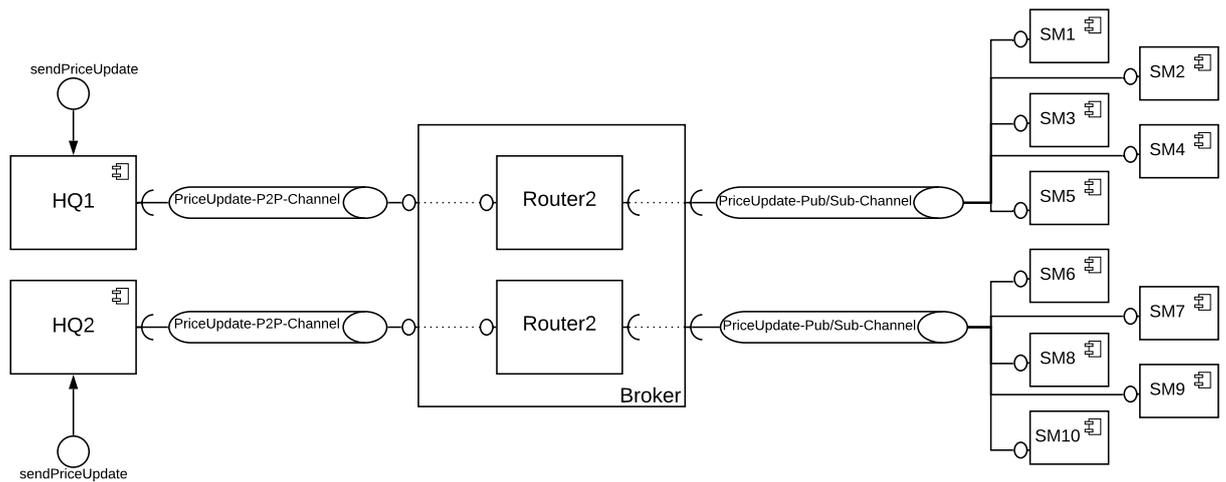 sendPriceUpdate
HQ1
PriceUpdate-P2P-Channel
Router2
PriceUpdate-Pub/Sub-Channel
SM1
SM2
SM3
SM4
SM5
HQ2
PriceUpdate-P2P-Channel
Router2
PriceUpdate-Pub/Sub-Channel
Broker
SM6
SM7
SM8
SM9
SM10
sendPriceUpdate